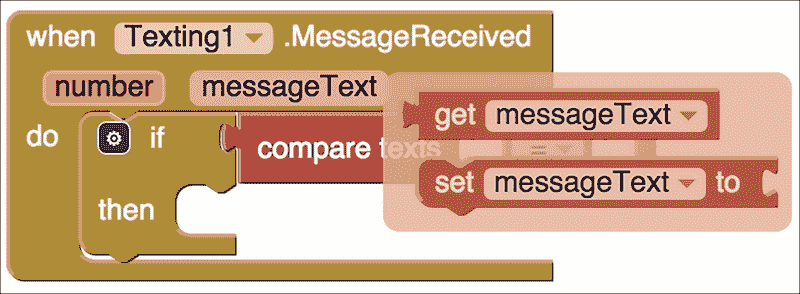 when Texting1 .MessageReceived
number messageText
get messageText
do if
compare texts =
set messageText to
then